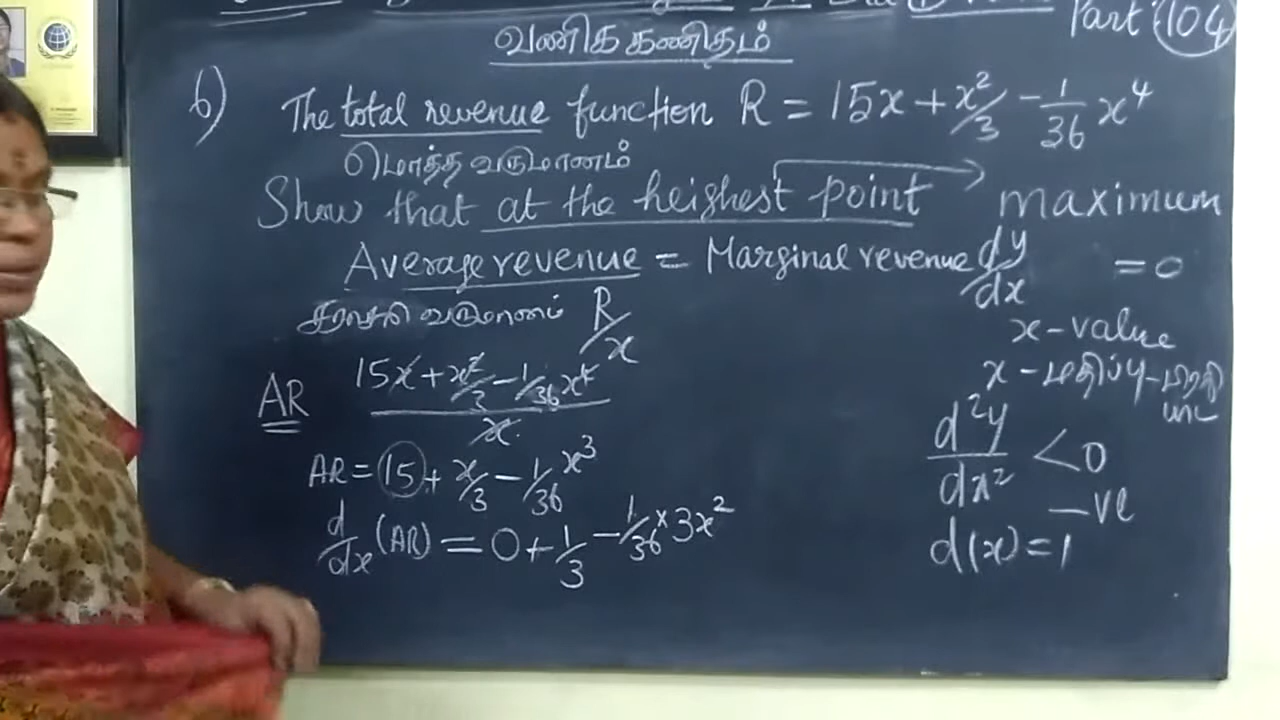 Part 104
வணிக கணிதம்
6) The total revenue function R = 15x + x²/3 - 1/36 x⁴
மொத்த வருமானம்
Show that at the heighest point → maximum
Average revenue = Marginal revenue dy/dx = 0
சராசரி வருமானம் R/x
x-value
x-மதிப்பு-
AR (15x + x²/3 - 1/36 x⁴)/x
d²y/dx² < 0
AR = 15 + x/3 - 1/36 x³
-ve
d/dx (AR) = 0 + 1/3 - 1/36 × 3x²
d(x) = 1